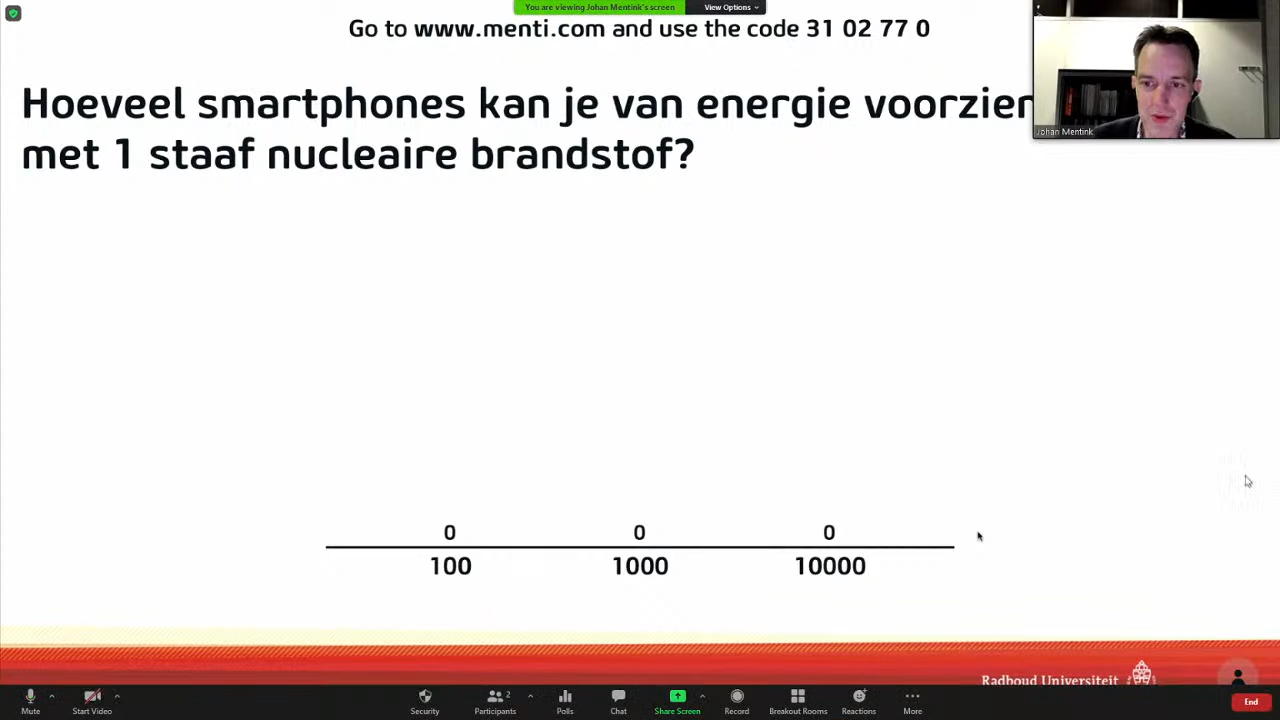 You are viewing Johan Mentink's screen
View Options
Go to www.menti.com and use the code 31 02 77 0
Hoeveel smartphones kan je van energie voorzien
met 1 staaf nucleaire brandstof?
Johan Mentink
0 0 0
100 1000 10000
Radboud Universiteit
Mute
Start Video
Security
Participants 2
Polls
Chat
Share Screen
Record
Breakout Rooms
Reactions
More
End